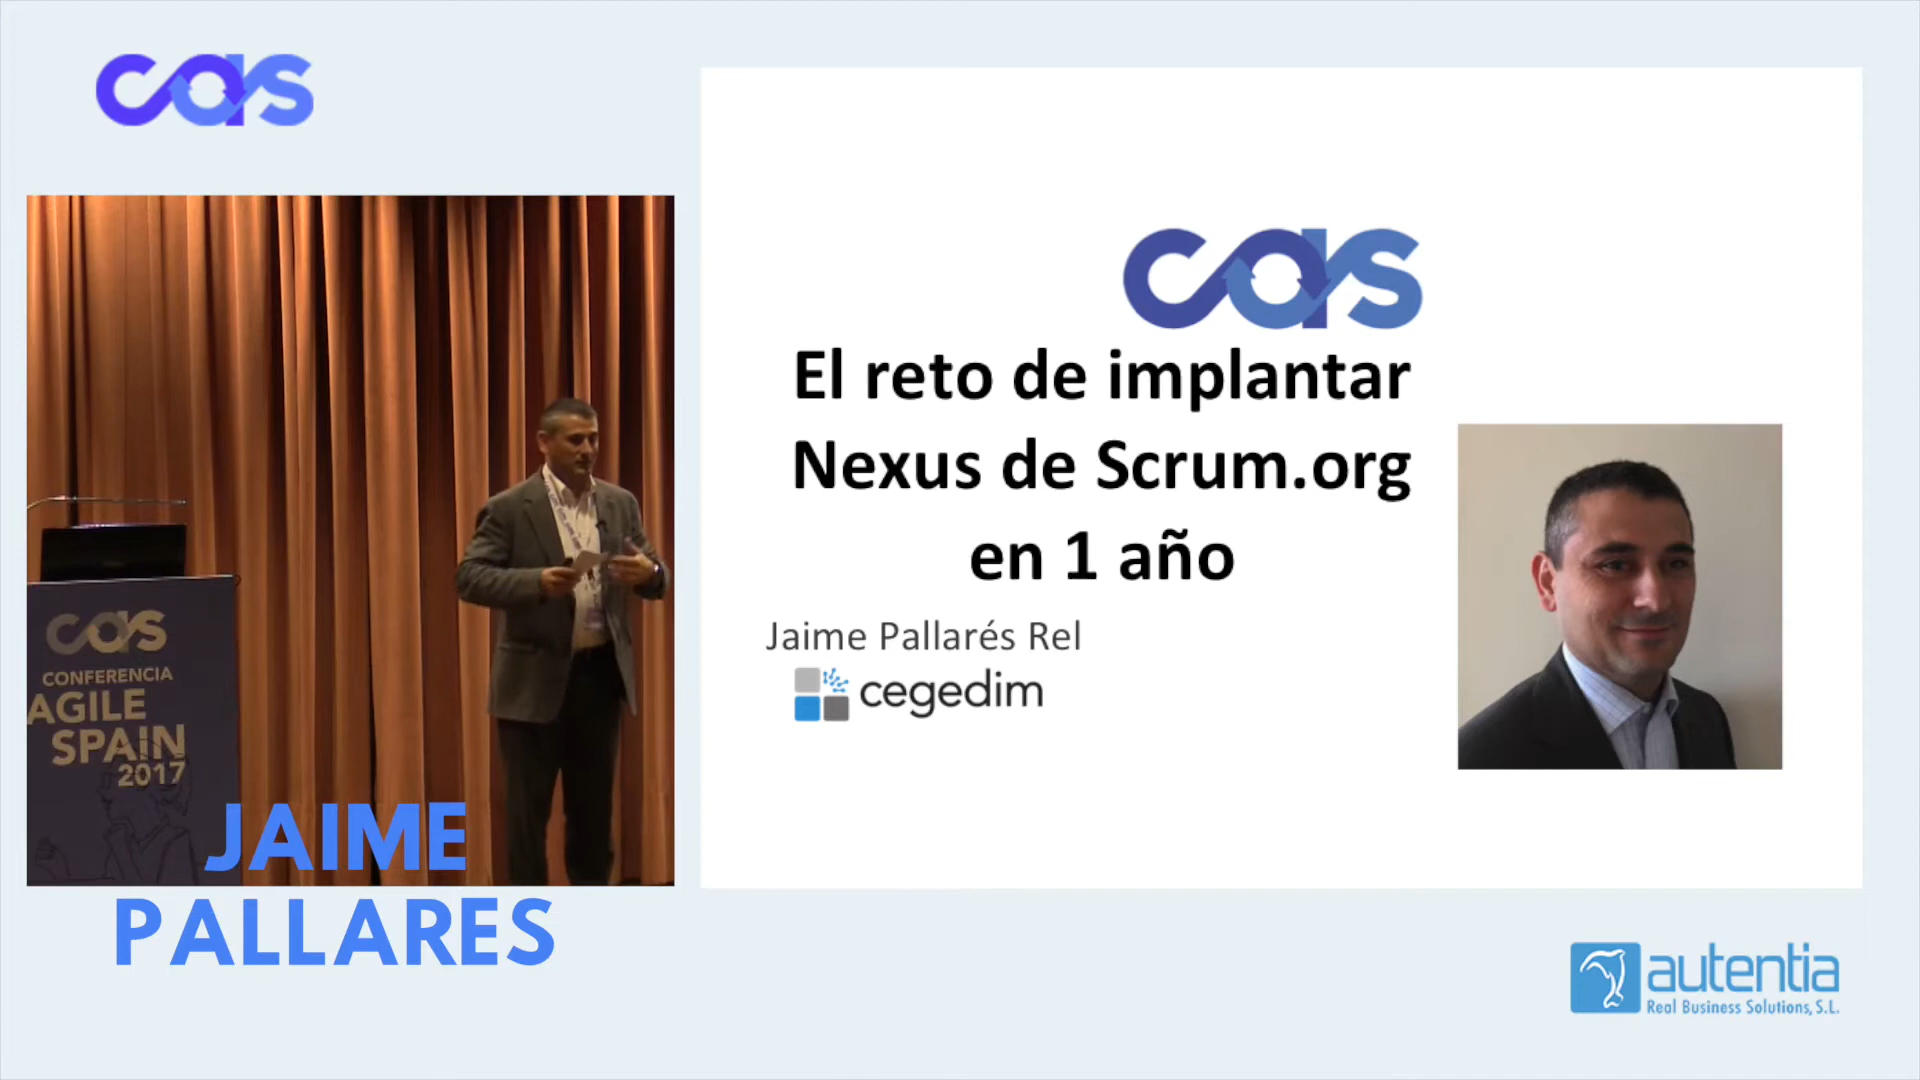 cas
cas
CONFERENCIA
AGILE
SPAIN
2017
JAIME
PALLARES
cas
El reto de implantar
Nexus de Scrum.org
en 1 año
Jaime Pallarés Rel
cegedim
autentia
Real Business Solutions, S.L.